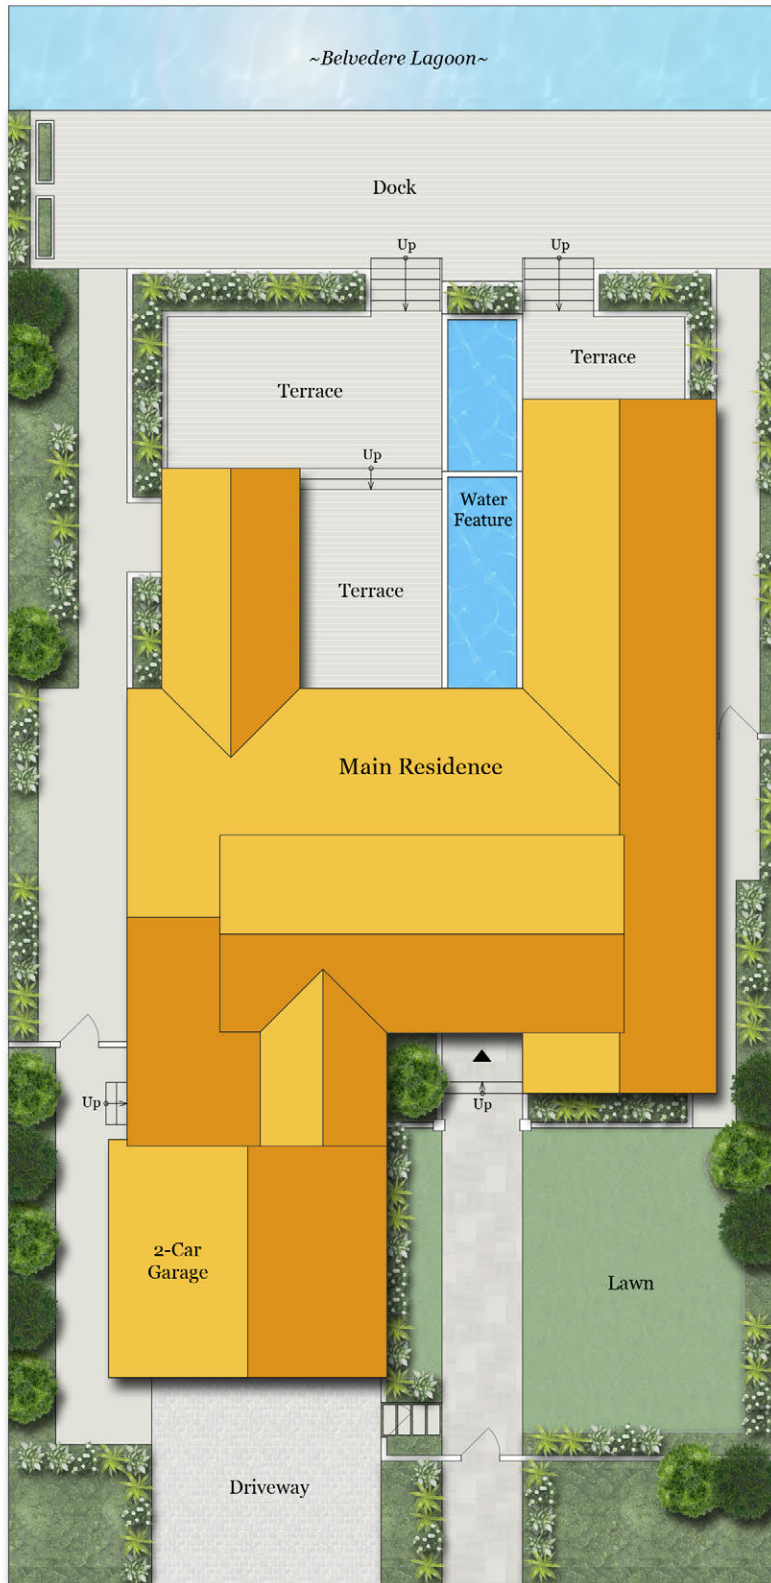 ~Belvedere Lagoon~
Dock
Up
Up
Terrace
Terrace
Up
Water
Feature
Terrace
Main Residence
Up
Up
2-Car
Garage
Lawn
Driveway